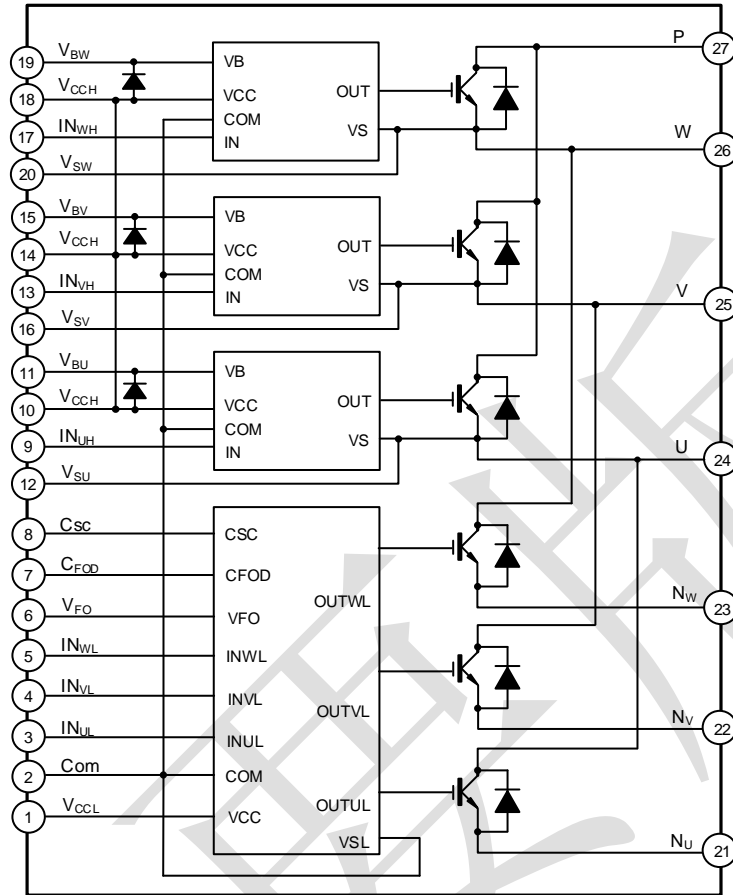 19 VBW VB P 27
18 VCCH VCC OUT
COM
17 INWH IN VS W 26
20 VSW
15 VBV VB
14 VCCH VCC OUT
COM
13 INVH IN VS V 25
16 VSV
11 VBU VB
10 VCCH VCC OUT
COM
9 INUH IN VS U 24
12 VSU
8 Csc CSC
7 CFOD CFOD
OUTWL
6 VFO VFO NW 23
5 INWL INWL
4 INVL INVL
OUTVL NV 22
3 INUL INUL
2 Com COM
OUTUL
1 VCCL VCC
VSL NU 21